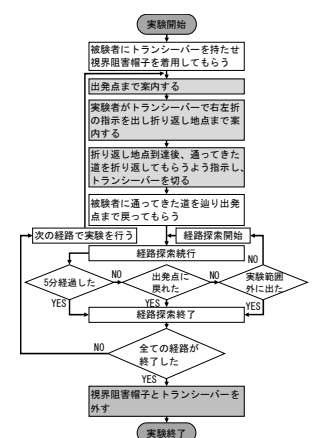 実験開始
被験者にトランシーバーを持たせ
視界阻害帽子を着用してもらう
出発点まで案内する
実験者がトランシーバーで右左折
の指示を出し折り返し地点まで案
内する
折り返し地点到達後、通ってきた
道を折り返してもらうよう指示し、
トランシーバーを切る
被験者に通ってきた道を辿り出発
点まで戻ってもらう
次の経路で実験を行う
経路探索開始
経路探索続行
NO
5分経過した
NO
出発点に
戻れた
NO
実験範囲
外に出た
YES
YES
YES
経路探索終了
NO
全ての経路が
終了した
YES
視界阻害帽子とトランシーバーを
外す
実験終了